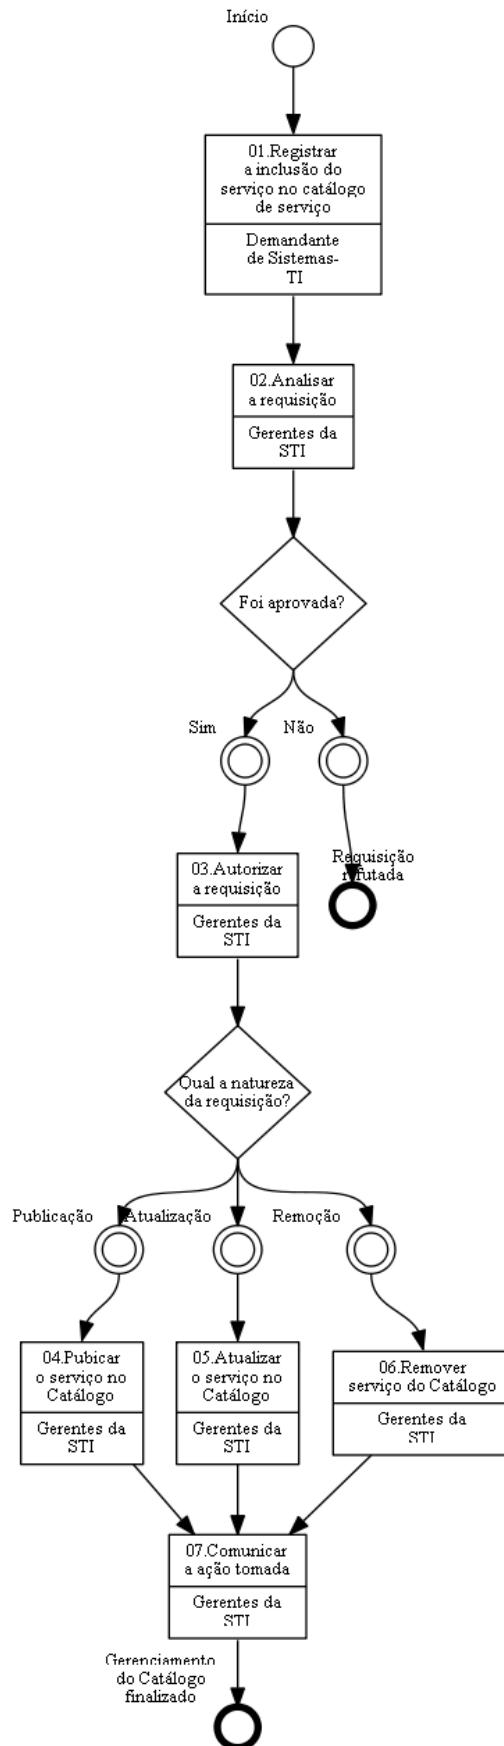 Início
01.Registrar
a inclusão do
serviço no catálogo
de serviço
Demandante
de Sistemas-
TI
02.Analisar
a requisição
Gerentes da
STI
Foi aprovada?
Sim
Não
03.Autorizar
a requisição
Gerentes da
STI
Requisição
refutada
Qual a natureza
da requisição?
Publicação
Atualização
Remoção
04.Pubicar
o serviço no
Catálogo
Gerentes da
STI
05.Atualizar
o serviço no
Catálogo
Gerentes da
STI
06.Remover
serviço do Catálogo
Gerentes da
STI
07.Comunicar
a ação tomada
Gerentes da
STI
Gerenciamento
do Catálogo
finalizado